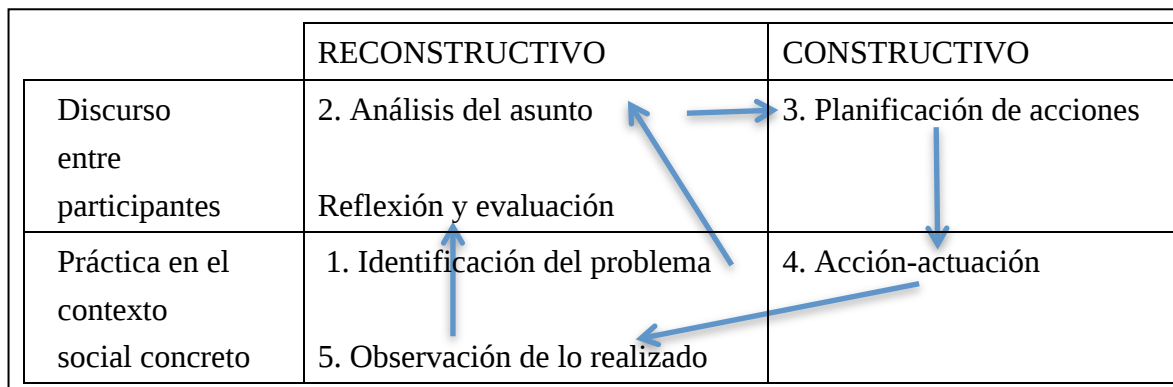 RECONSTRUCTIVO CONSTRUCTIVO
Discurso 2. Análisis del asunto 3. Planificación de acciones
entre
participantes Reflexión y evaluación
Práctica en el 1. Identificación del problema 4. Acción-actuación
contexto
social concreto 5. Observación de lo realizado